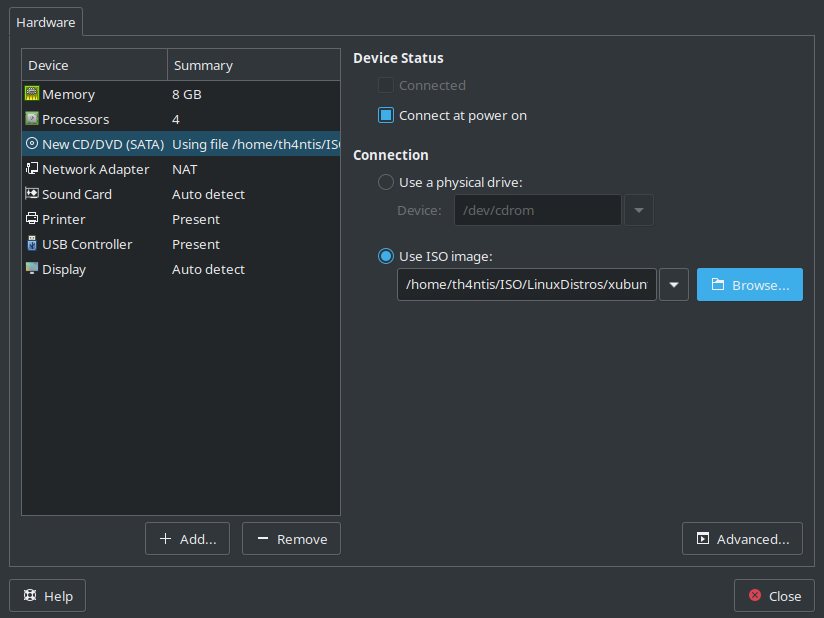 Hardware
Device Summary
Memory 8 GB
Processors 4
New CD/DVD (SATA) Using file /home/th4ntis/IS
Network Adapter NAT
Sound Card Auto detect
Printer Present
USB Controller Present
Display Auto detect
Add...
Remove
Device Status
Connected
Connect at power on
Connection
Use a physical drive:
Device: /dev/cdrom
Use ISO image:
/home/th4ntis/ISO/LinuxDistros/xubun
Browse...
Advanced...
Help
Close